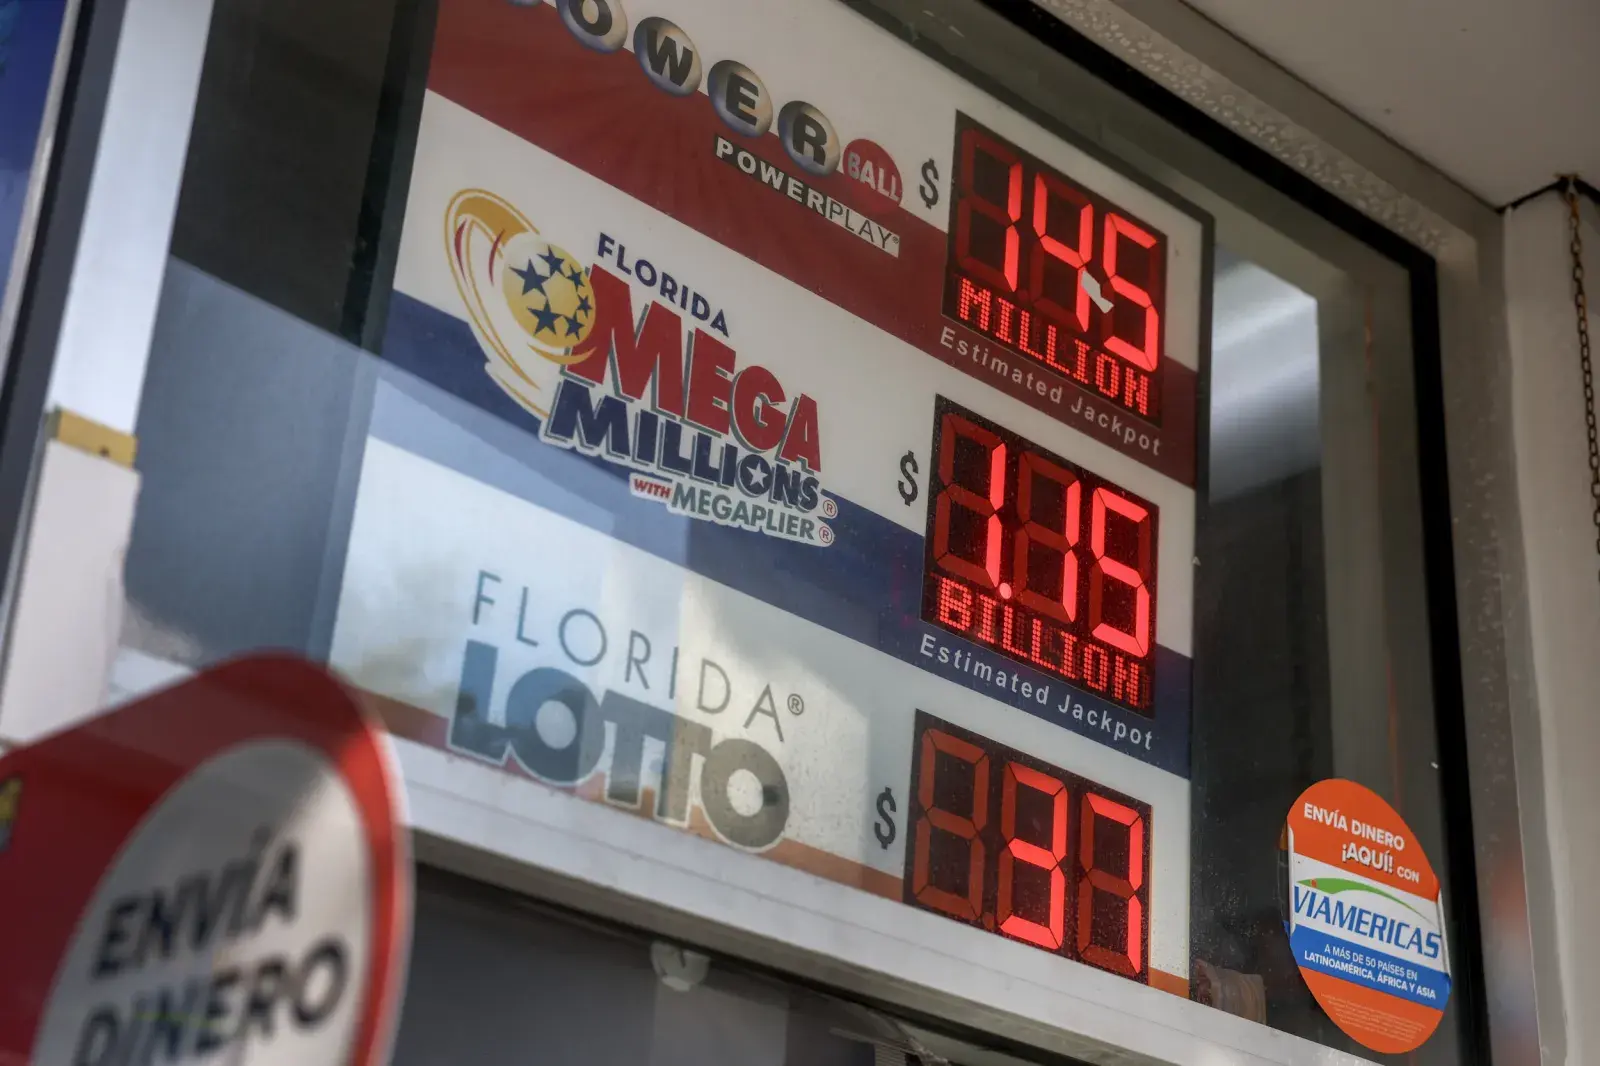 POWERBALL
POWERPLAY®
$ 145
MILLION
Estimated Jackpot
FLORIDA
MEGA
MILLIONS®
WITH MEGAPLIER®
$ 1.15
BILLION
Estimated Jackpot
FLORIDA®
LOTTO
$ 37
ENVÍA
DINERO
ENVÍA DINERO
¡AQUÍ! CON
VIAMERICAS
A MÁS DE 50 PAÍSES EN
LATINOAMÉRICA, ÁFRICA Y ASIA